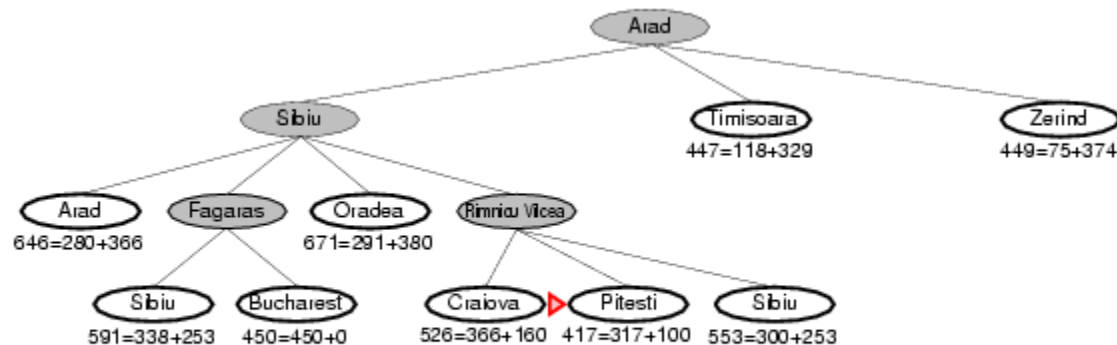 Arad
Sibiu
Timisoara
Zerind
447=118+329
449=75+374
Arad
Fagaras
Oradea
Rimnicu Vilcea
646=280+366
671=291+380
Sibiu
Bucharest
Craiova
Pitesti
Sibiu
591=338+253
450=450+0
526=366+160
417=317+100
553=300+253